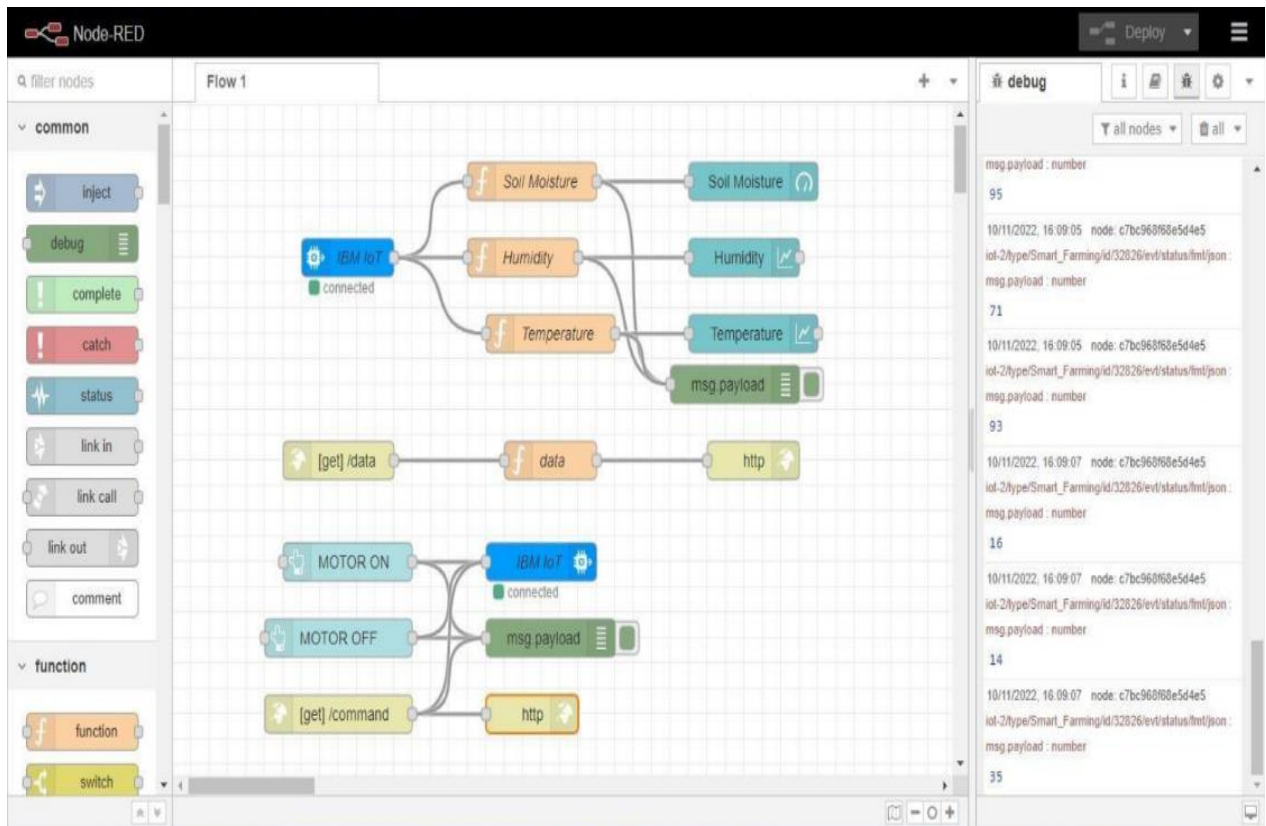 Node-RED
Deploy
filter nodes
Flow 1
debug
i
common
all nodes
all
inject
debug
complete
catch
status
link in
link call
link out
comment
function
function
switch
Soil Moisture
Soil Moisture
IBM IoT
connected
Humidity
Humidity
Temperature
Temperature
msg.payload
[get] /data
data
http
MOTOR ON
IBM IoT
connected
MOTOR OFF
msg.payload
[get] /command
http
msg.payload : number
95
10/11/2022, 16:09:05 node: c7bc968f68e5d4e5
iot-2/type/Smart_Farming/id/32826/evt/status/fmt/json :
msg.payload : number
71
10/11/2022, 16:09:05 node: c7bc968f68e5d4e5
iot-2/type/Smart_Farming/id/32826/evt/status/fmt/json :
msg.payload : number
93
10/11/2022, 16:09:07 node: c7bc968f68e5d4e5
iot-2/type/Smart_Farming/id/32826/evt/status/fmt/json :
msg.payload : number
16
10/11/2022, 16:09:07 node: c7bc968f68e5d4e5
iot-2/type/Smart_Farming/id/32826/evt/status/fmt/json :
msg.payload : number
14
10/11/2022, 16:09:07 node: c7bc968f68e5d4e5
iot-2/type/Smart_Farming/id/32826/evt/status/fmt/json :
msg.payload : number
35